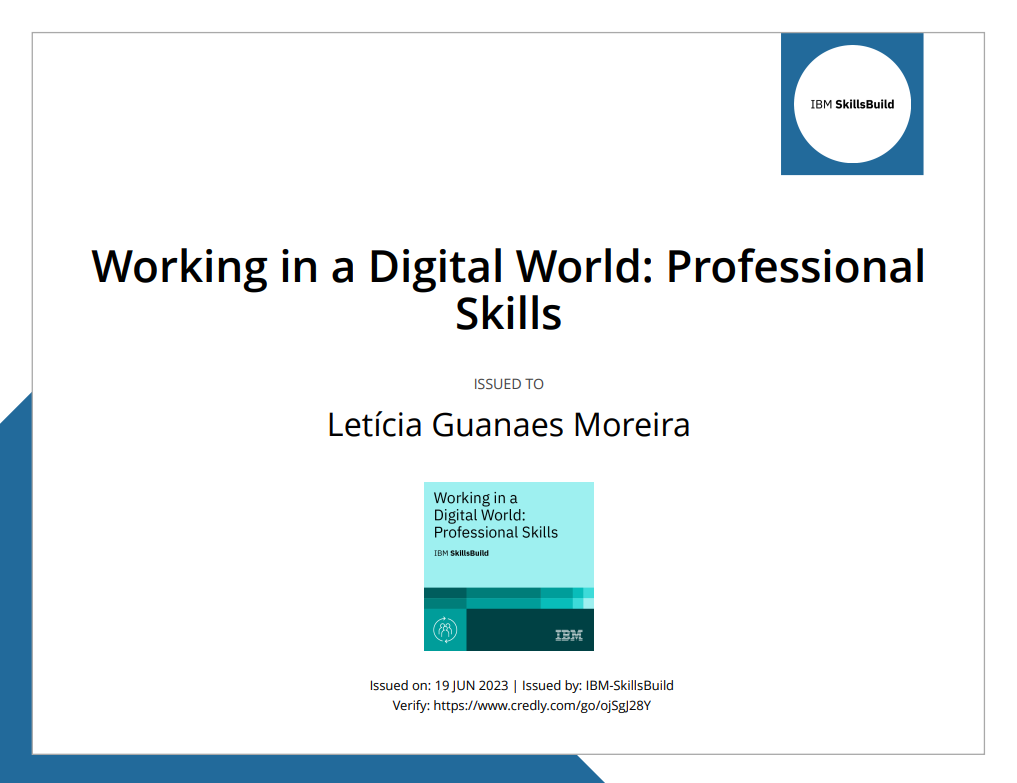 IBM SkillsBuild
Working in a Digital World: Professional
Skills
ISSUED TO
Letícia Guanaes Moreira
Working in a
Digital World:
Professional Skills
IBM SkillsBuild
IBM
Issued on: 19 JUN 2023 | Issued by: IBM-SkillsBuild
Verify: https://www.credly.com/go/ojSgJ28Y